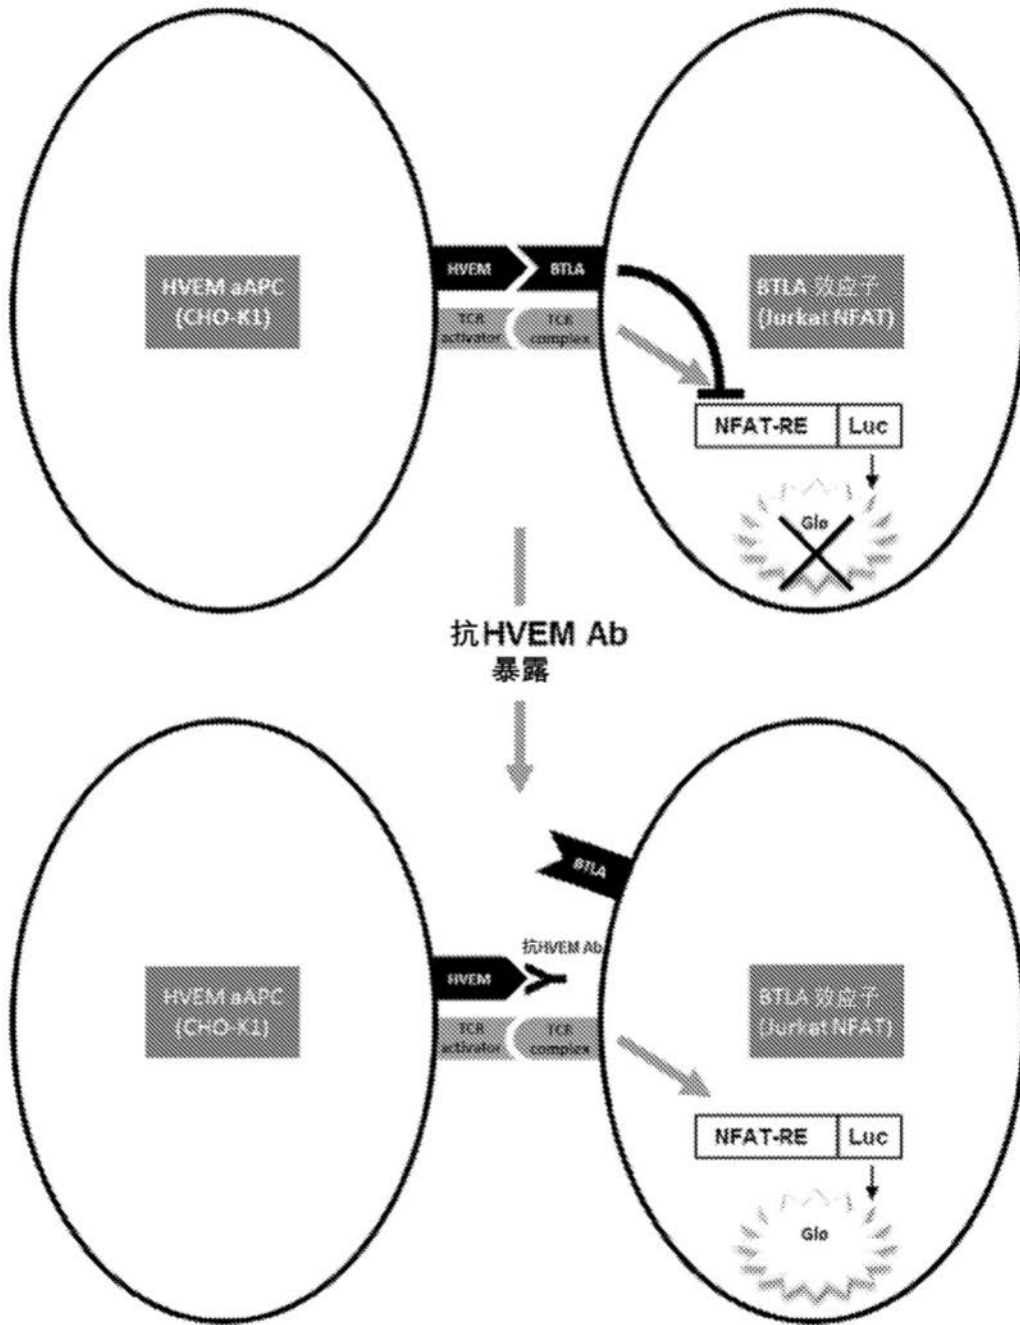 HVEM aAPC
(CHO-K1)
HVEM
BTLA
TCR
activator
TCR
complex
BTLA 效应子
(Jurkat NFAT)
NFAT-RE
Luc
Glo
抗HVEM Ab
暴露
BTLA
抗HVEM Ab
HVEM
HVEM aAPC
(CHO-K1)
TCR
activator
TCR
complex
BTLA 效应子
(Jurkat NFAT)
NFAT-RE
Luc
Glo